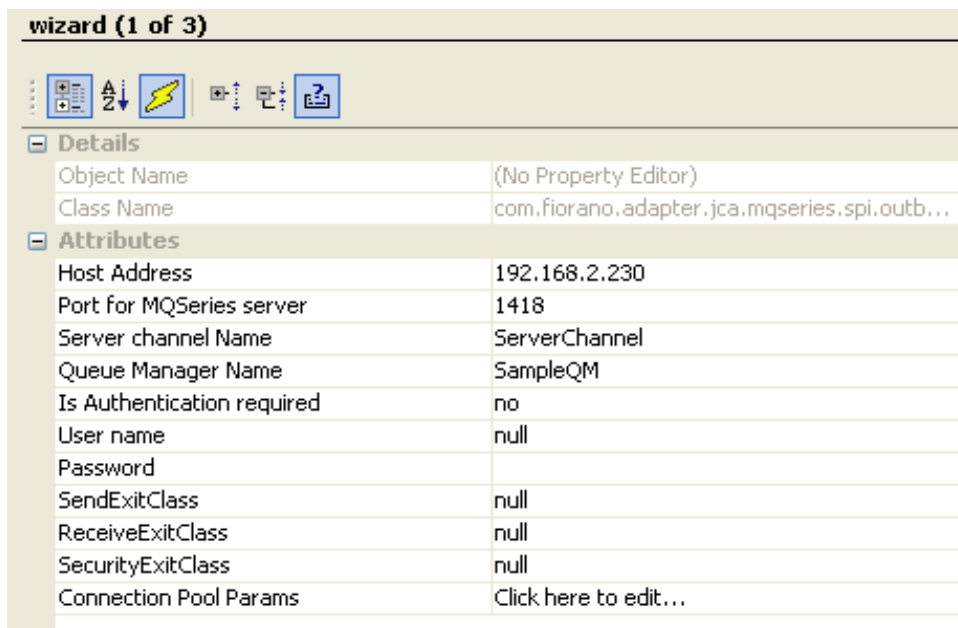 wizard (1 of 3)
A
Z
Details
Object Name (No Property Editor)
Class Name com.fiorano.adapter.jca.mqseries.spi.outb...
Attributes
Host Address 192.168.2.230
Port for MQSeries server 1418
Server channel Name ServerChannel
Queue Manager Name SampleQM
Is Authentication required no
User name null
Password
SendExitClass null
ReceiveExitClass null
SecurityExitClass null
Connection Pool Params Click here to edit...